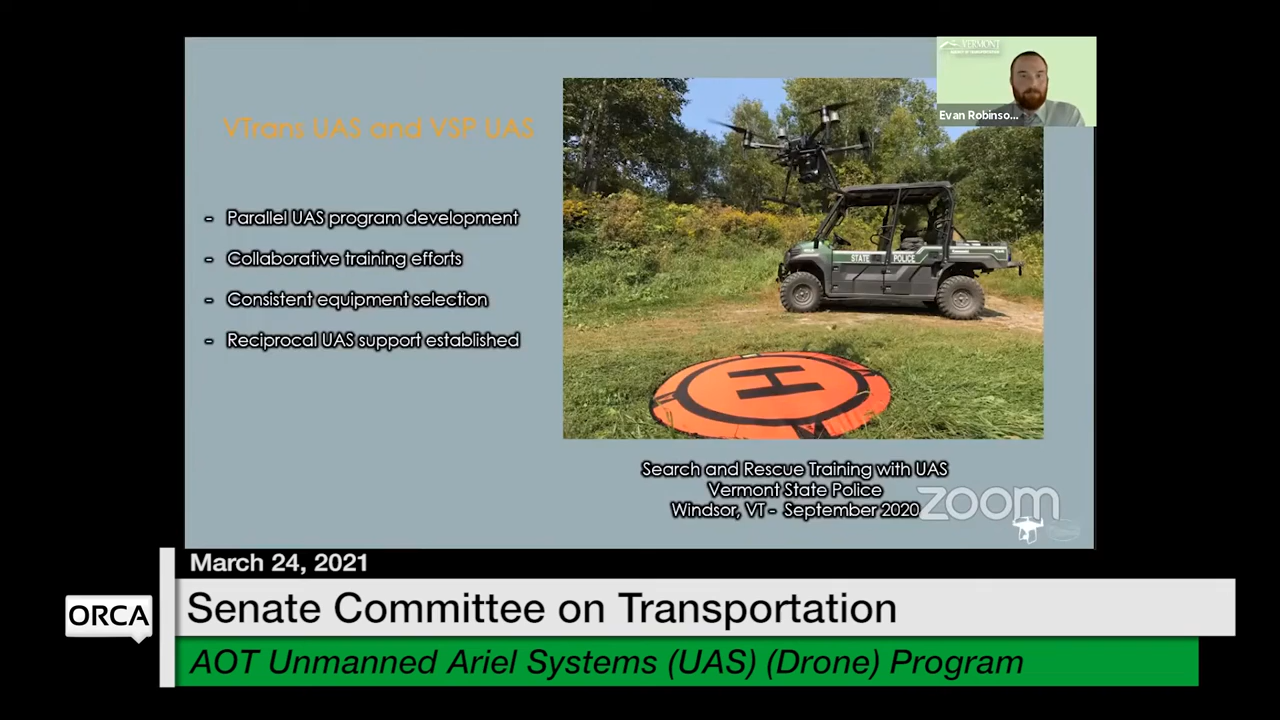 VERMONT
Evan Robinso...
VTrans UAS and VSP UAS
- Parallel UAS program development
- Collaborative training efforts
- Consistent equipment selection
- Reciprocal UAS support established
STATE POLICE
H
Search and Rescue Training with UAS
Vermont State Police
Windsor, VT - September 2020
zoom
March 24, 2021
ORCA
Senate Committee on Transportation
AOT Unmanned Ariel Systems (UAS) (Drone) Program